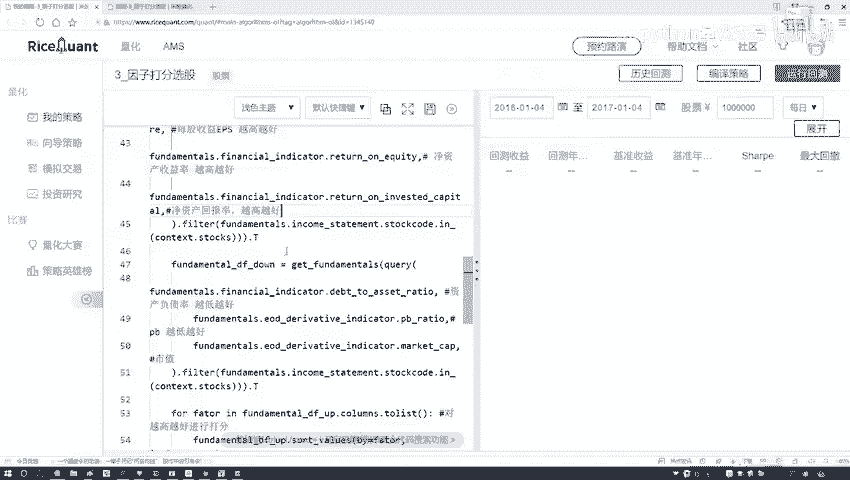 https://www.ricequant.com/quant/
RiceQuant
量化
AMS
预约路演
帮助文档
社区
量化
我的策略
向导策略
模拟交易
投资研究
比赛
量化大赛
策略英雄榜
3_因子打分选股
股票
历史回测
编译策略
运行回测
浅色主题
默认快捷键
2016-01-04
至
2017-01-04
股票 ¥
1000000
每日
展开
回测收益
回测年...
基准收益
基准年...
Sharpe
最大回撤
re, #每股收益EPS 越高越好
43
fundamentals.financial_indicator.return_on_equity,# 净资
产收益率 越高越好
44
fundamentals.financial_indicator.return_on_invested_capit
al,#净资产回报率，越高越好
45 ).filter(fundamentals.income_statement.stockcode.in_
(context.stocks))).T
46
47 fundamental_df_down = get_fundamentals(query(
48
fundamentals.financial_indicator.debt_to_asset_ratio, #资
产负债率 越低越好
49 fundamentals.eod_derivative_indicator.pb_ratio,#
pb 越低越好
50 fundamentals.eod_derivative_indicator.market_cap,
#市值
51 ).filter(fundamentals.income_statement.stockcode.in_
(context.stocks))).T
52
53 for fator in fundamental_df_up.columns.tolist(): #对
越高越好进行打分
54 fundamental_df_up.sort_values(by=fator,